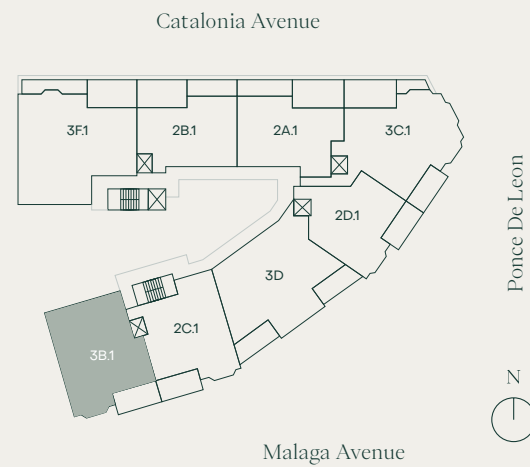 Catalonia Avenue
3F.1
2B.1
2A.1
3C.1
Ponce De Leon
2D.1
3D
2C.1
3B.1
N
Malaga Avenue